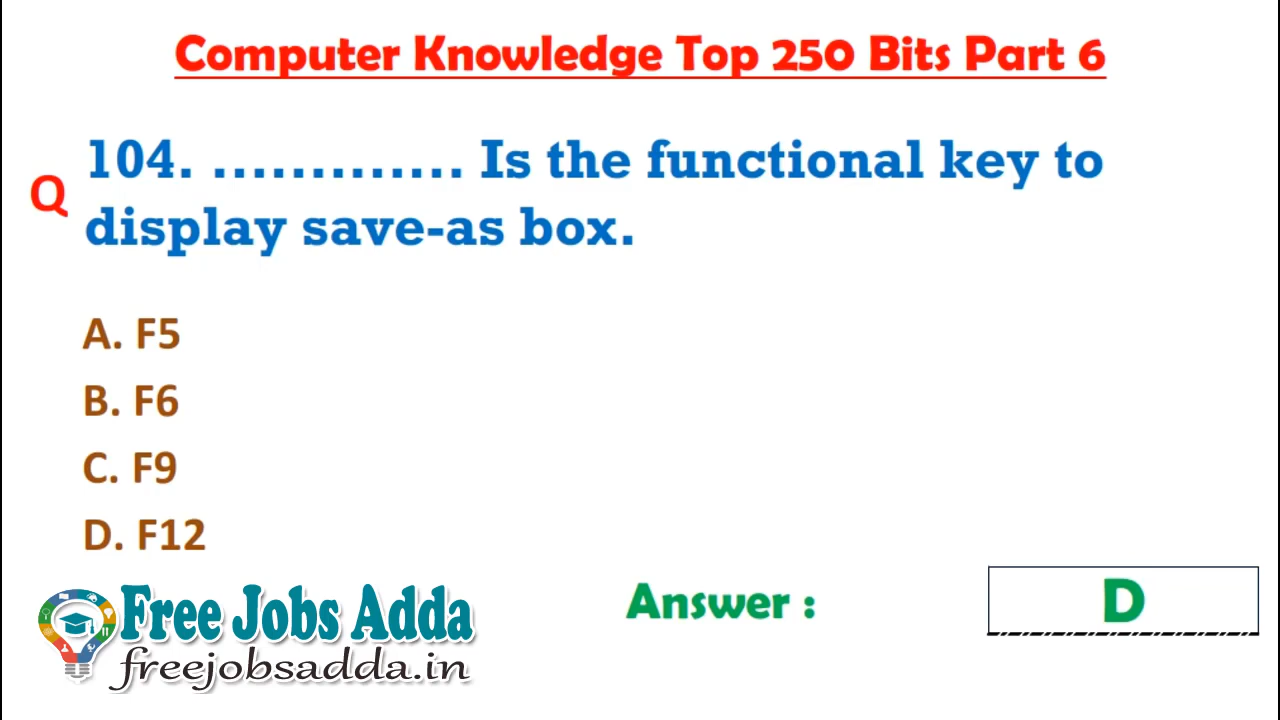 Computer Knowledge Top 250 Bits Part 6
Q
104. ............. Is the functional key to
display save-as box.
A. F5
B. F6
C. F9
D. F12
Answer :
D
Free Jobs Adda
freejobsadda.in